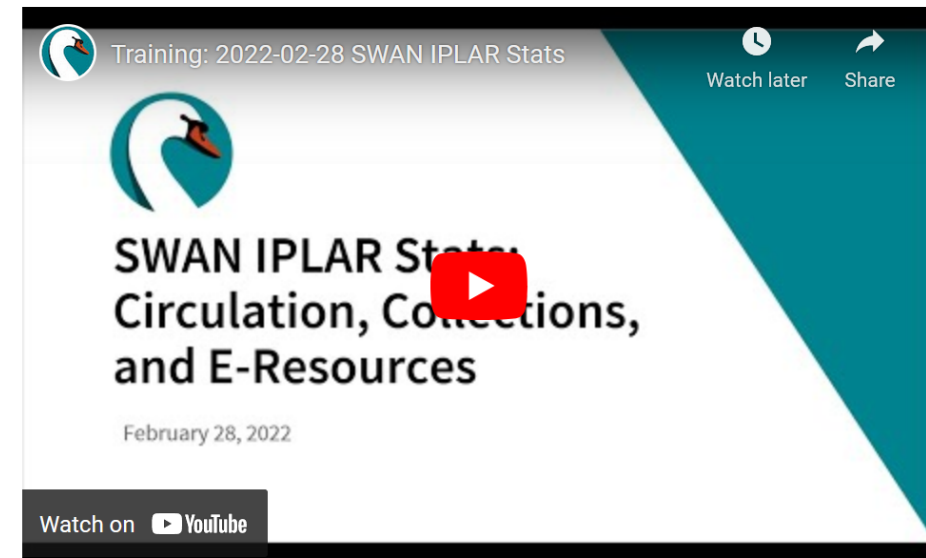 Training: 2022-02-28 SWAN IPLAR Stats
Watch later
Share
SWAN IPLAR Stats:
Circulation, Collections,
and E-Resources
February 28, 2022
Watch on YouTube